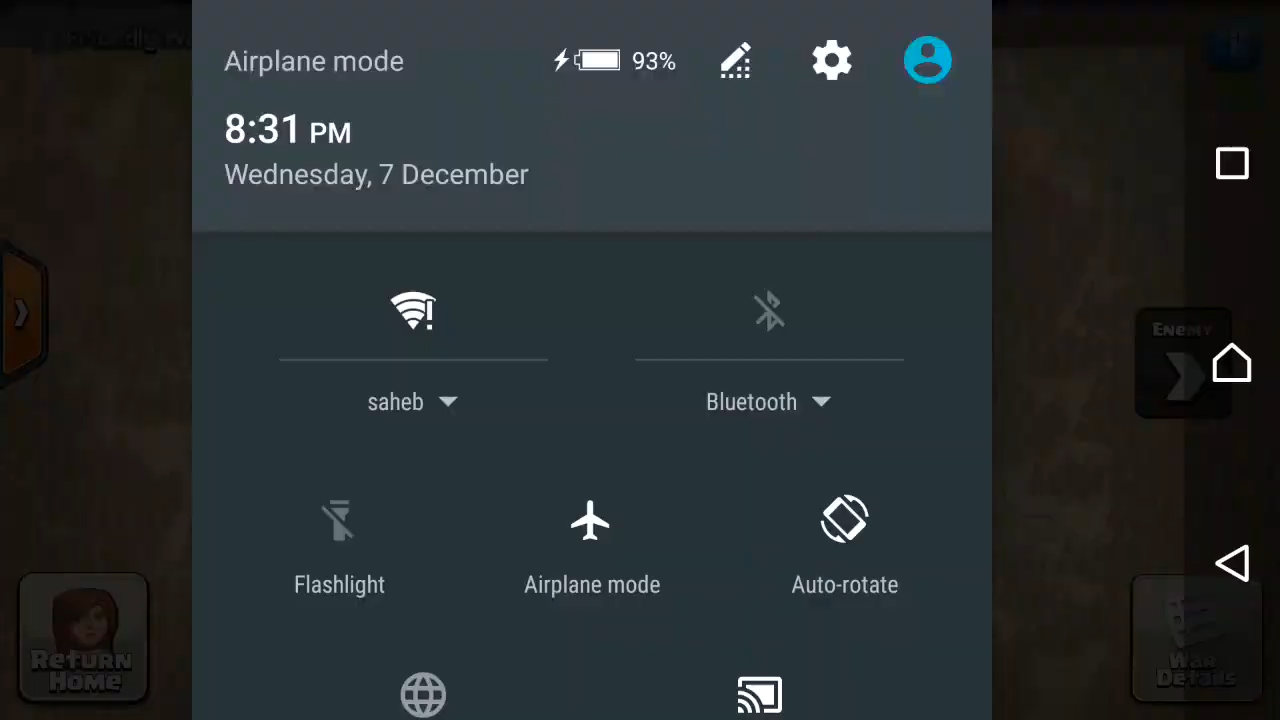 Airplane mode
93%
8:31 PM
Wednesday, 7 December
saheb
Bluetooth
Enemy
Flashlight
Airplane mode
Auto-rotate
Return
Home
War
Details